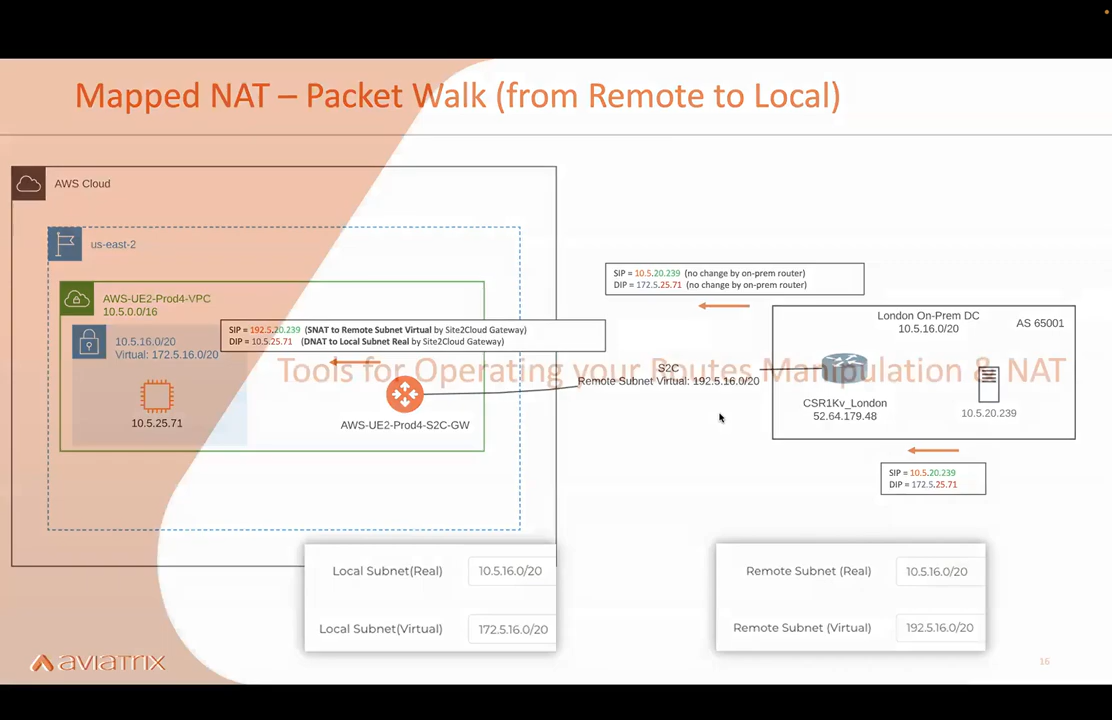 Mapped NAT – Packet Walk (from Remote to Local)
AWS Cloud
us-east-2
AWS-UE2-Prod4-VPC
10.5.0.0/16
10.5.16.0/20
Virtual: 172.5.16.0/20
10.5.25.71
SIP = 192.5.20.239 (SNAT to Remote Subnet Virtual by Site2Cloud Gateway)
DIP = 10.5.25.71 (DNAT to Local Subnet Real by Site2Cloud Gateway)
AWS-UE2-Prod4-S2C-GW
Tools for Operating your Routes Manipulation & NAT
SIP = 10.5.20.239 (no change by on-prem router)
DIP = 172.5.25.71 (no change by on-prem router)
S2C
Remote Subnet Virtual: 192.5.16.0/20
London On-Prem DC
10.5.16.0/20
AS 65001
CSR1Kv_London
52.64.179.48
10.5.20.239
SIP = 10.5.20.239
DIP = 172.5.25.71
Local Subnet(Real) 10.5.16.0/20
Local Subnet(Virtual) 172.5.16.0/20
Remote Subnet (Real) 10.5.16.0/20
Remote Subnet (Virtual) 192.5.16.0/20
aviatrix
16